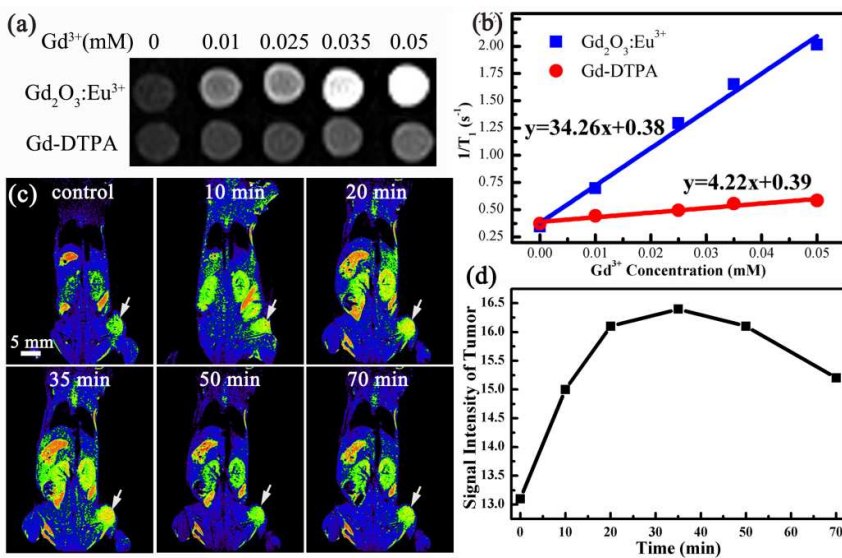 (a)
Gd³⁺(mM) 0 0.01 0.025 0.035 0.05
Gd₂O₃:Eu³⁺
Gd-DTPA
(b)
Gd₂O₃:Eu³⁺
Gd-DTPA
y=34.26x+0.38
y=4.22x+0.39
1/T₁ (s⁻¹)
2.00
1.75
1.50
1.25
1.00
0.75
0.50
0.25
0.00 0.01 0.02 0.03 0.04 0.05
Gd³⁺ Concentration (mM)
(c)
control 10 min 20 min
5 mm
35 min 50 min 70 min
(d)
Signal Intensity of Tumor
16.5
16.0
15.5
15.0
14.5
14.0
13.5
13.0
0 10 20 30 40 50 60 70
Time (min)